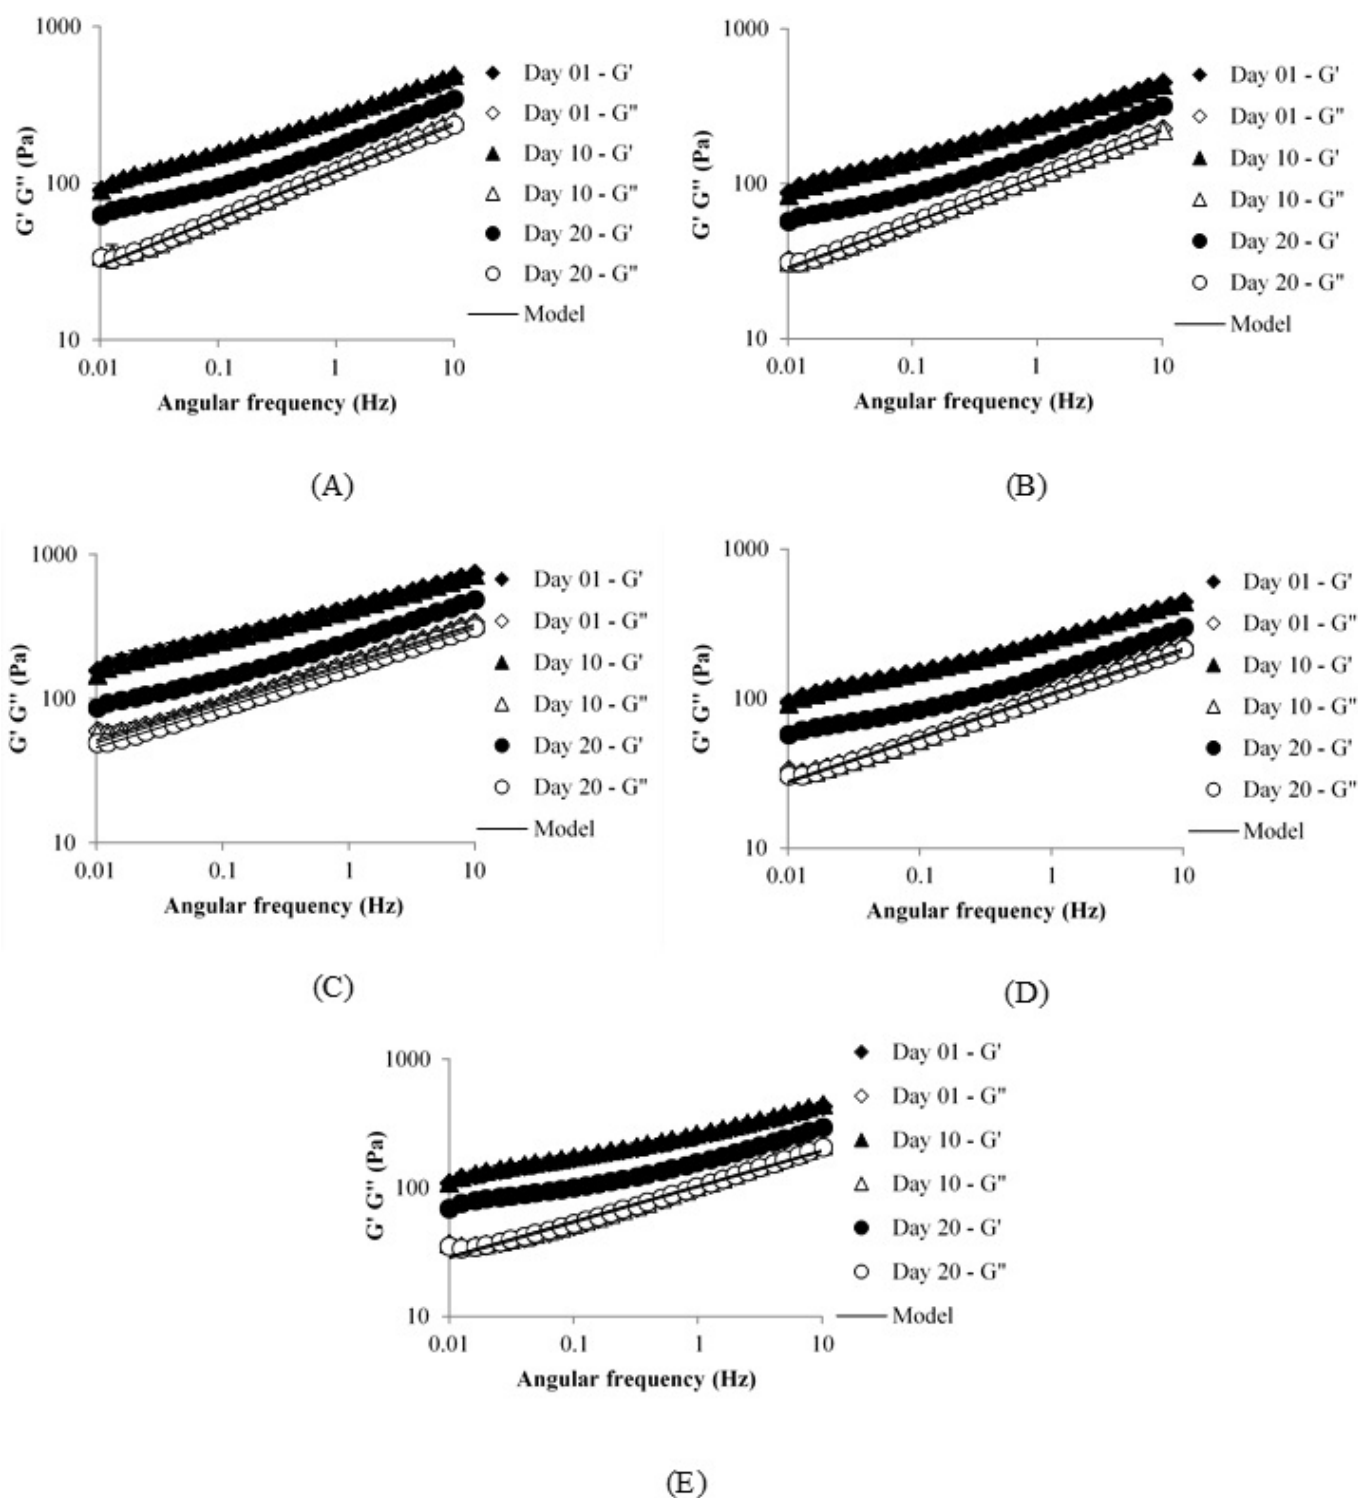 1000
100
10
G' G" (Pa)
0.01 0.1 1 10
Angular frequency (Hz)
Day 01 - G'
Day 01 - G"
Day 10 - G'
Day 10 - G"
Day 20 - G'
Day 20 - G"
Model
(A)
1000
100
10
G' G" (Pa)
0.01 0.1 1 10
Angular frequency (Hz)
Day 01 - G'
Day 01 - G"
Day 10 - G'
Day 10 - G"
Day 20 - G'
Day 20 - G"
Model
(B)
1000
100
10
G' G" (Pa)
0.01 0.1 1 10
Angular frequency (Hz)
Day 01 - G'
Day 01 - G"
Day 10 - G'
Day 10 - G"
Day 20 - G'
Day 20 - G"
Model
(C)
1000
100
10
G' G" (Pa)
0.01 0.1 1 10
Angular frequency (Hz)
Day 01 - G'
Day 01 - G"
Day 10 - G'
Day 10 - G"
Day 20 - G'
Day 20 - G"
Model
(D)
1000
100
10
G' G" (Pa)
0.01 0.1 1 10
Angular frequency (Hz)
Day 01 - G'
Day 01 - G"
Day 10 - G'
Day 10 - G"
Day 20 - G'
Day 20 - G"
Model
(E)